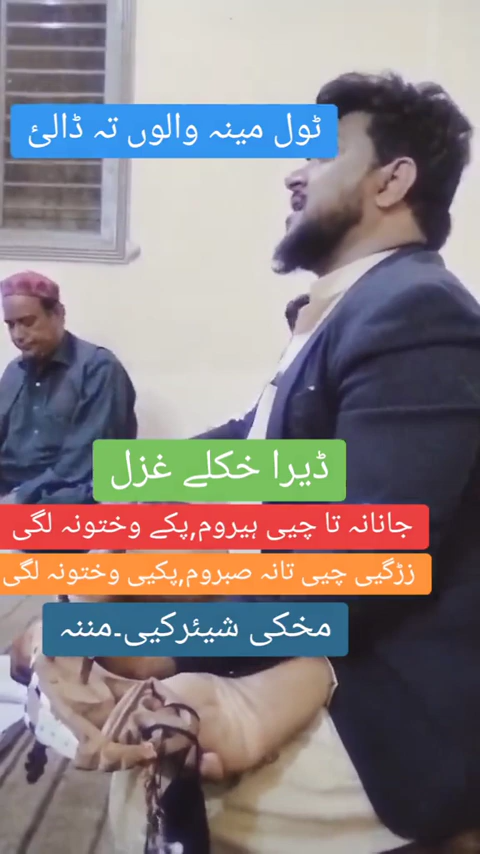 ٹول مینہ والوں تہ ڈالئ
ڈیرا خکلے غزل
جانانہ تا چیی ہیروم,پکے وختونہ لگی
زڑگیی چیی تانہ صبروم,پکیی وختونہ لگی
مخکی شیئرکیی۔مننہ